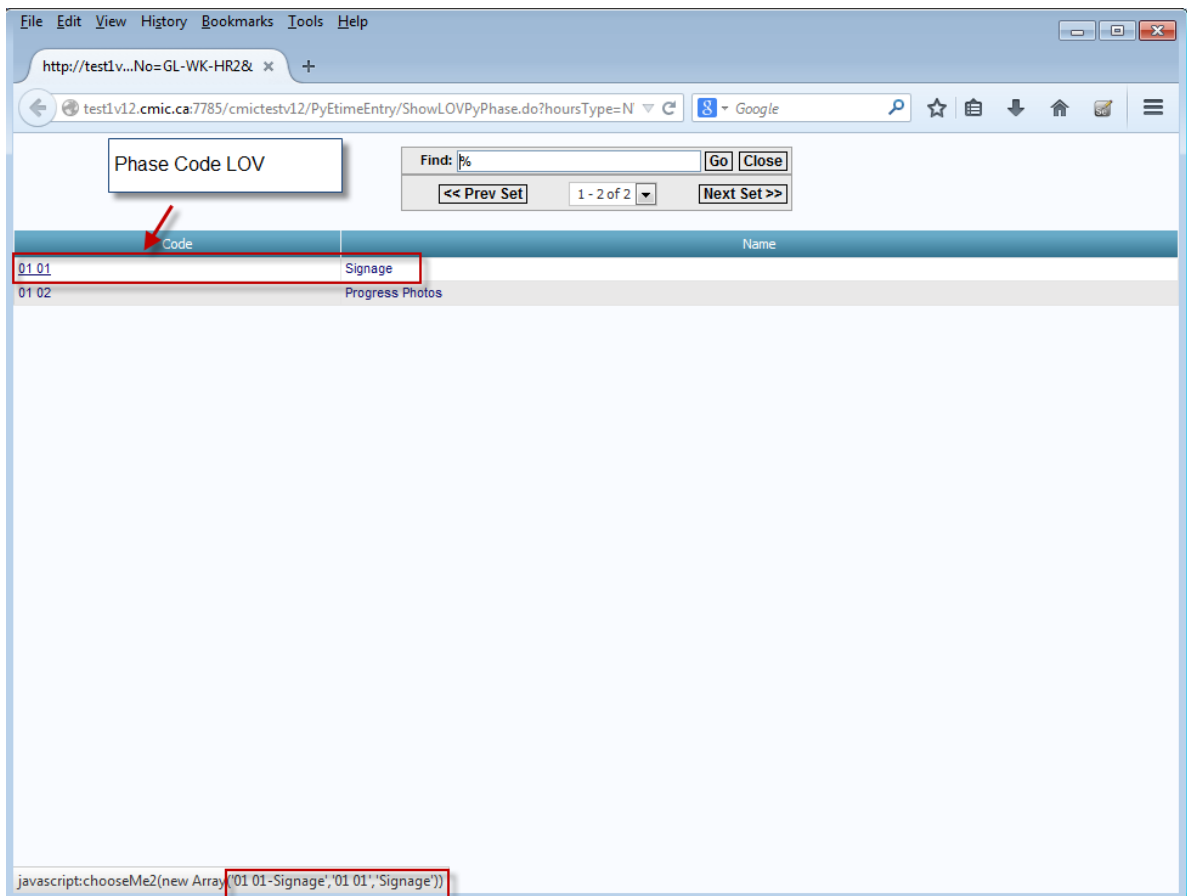 File Edit View History Bookmarks Tools Help
http://test1v...No=GL-WK-HR2& × +
test1v12.cmic.ca:7785/cmictestv12/PyEtimeEntry/ShowLOVPyPhase.do?hoursType=N 8 Google
Phase Code LOV
Find: % Go Close
<< Prev Set 1 - 2 of 2 Next Set >>
Code Name
01 01 Signage
01 02 Progress Photos
javascript:chooseMe2(new Array('01 01-Signage','01 01','Signage'))